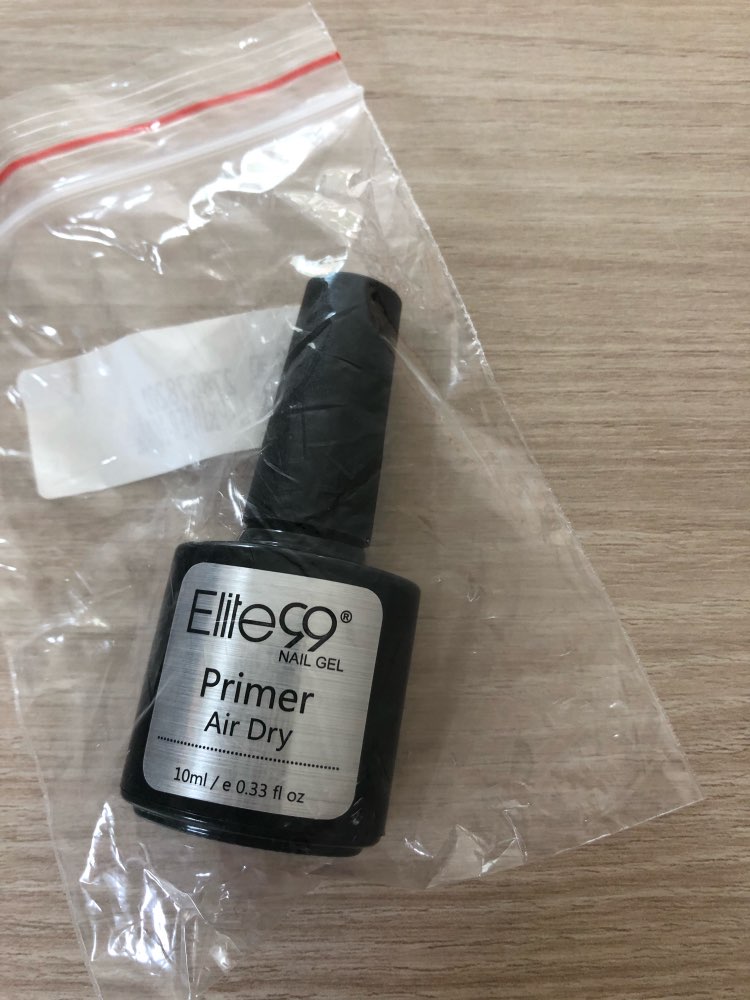 Elite99®
NAIL GEL
Primer
Air Dry
10ml / e 0.33 fl oz